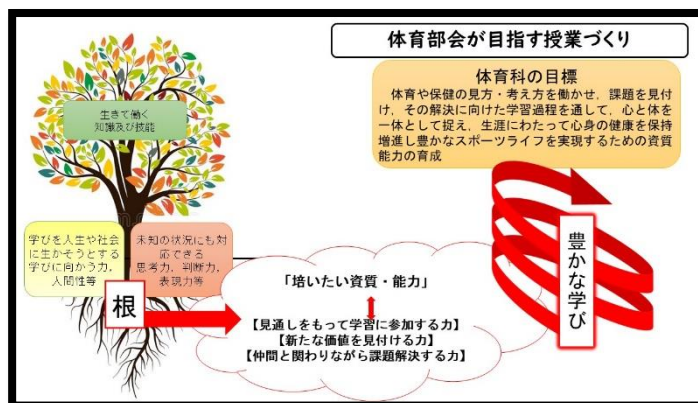 体育部会が目指す授業づくり
体育科の目標
体育や保健の見方・考え方を働かせ、課題を見付
け、その解決に向けた学習過程を通して、心と体を
一体として捉え、生涯にわたって心身の健康を保持
増進し豊かなスポーツライフを実現するための資質
能力の育成
生きて働く
知識及び技能
学びを人生や社会
に生かそうとする
学びに向かう力、
人間性等
未知の状況にも対
応できる
思考力、判断力、
表現力等
根
「培いたい資質・能力」
【見通しをもって学習に参加する力】
【新たな価値を見付ける力】
【仲間と関わりながら課題解決する力】
豊かな学び